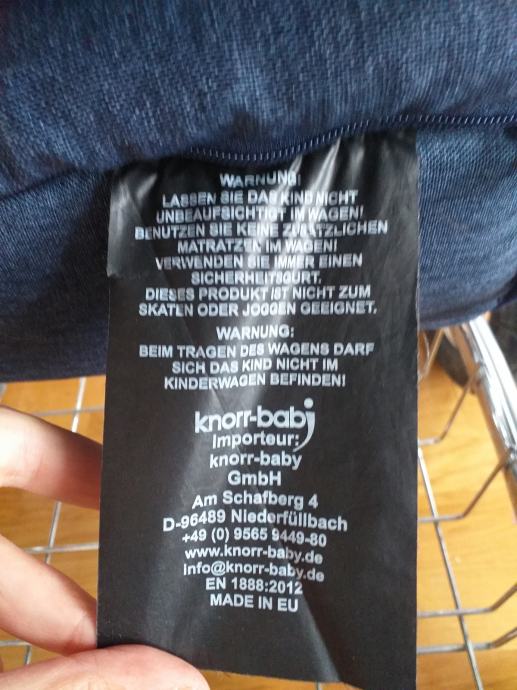 WARNUNG:
LASSEN SIE DAS KIND NICHT
UNBEAUFSICHTIGT IM WAGEN!
BENUTZEN SIE KEINE ZUSÄTZLICHEN
MATRATZEN IM WAGEN!
VERWENDEN SIE IMMER EINEN
SICHERHEITSGURT.
DIESES PRODUKT IST NICHT ZUM
SKATEN ODER JOGGEN GEEIGNET.
WARNUNG:
BEIM TRAGEN DES WAGENS DARF
SICH DAS KIND NICHT IM
KINDERWAGEN BEFINDEN!
knorr-baby
Importeur:
knorr-baby
GmbH
Am Schafberg 4
D-96489 Niederfüllbach
+49 (0) 9565 9449-80
www.knorr-baby.de
info@knorr-baby.de
EN 1888:2012
MADE IN EU